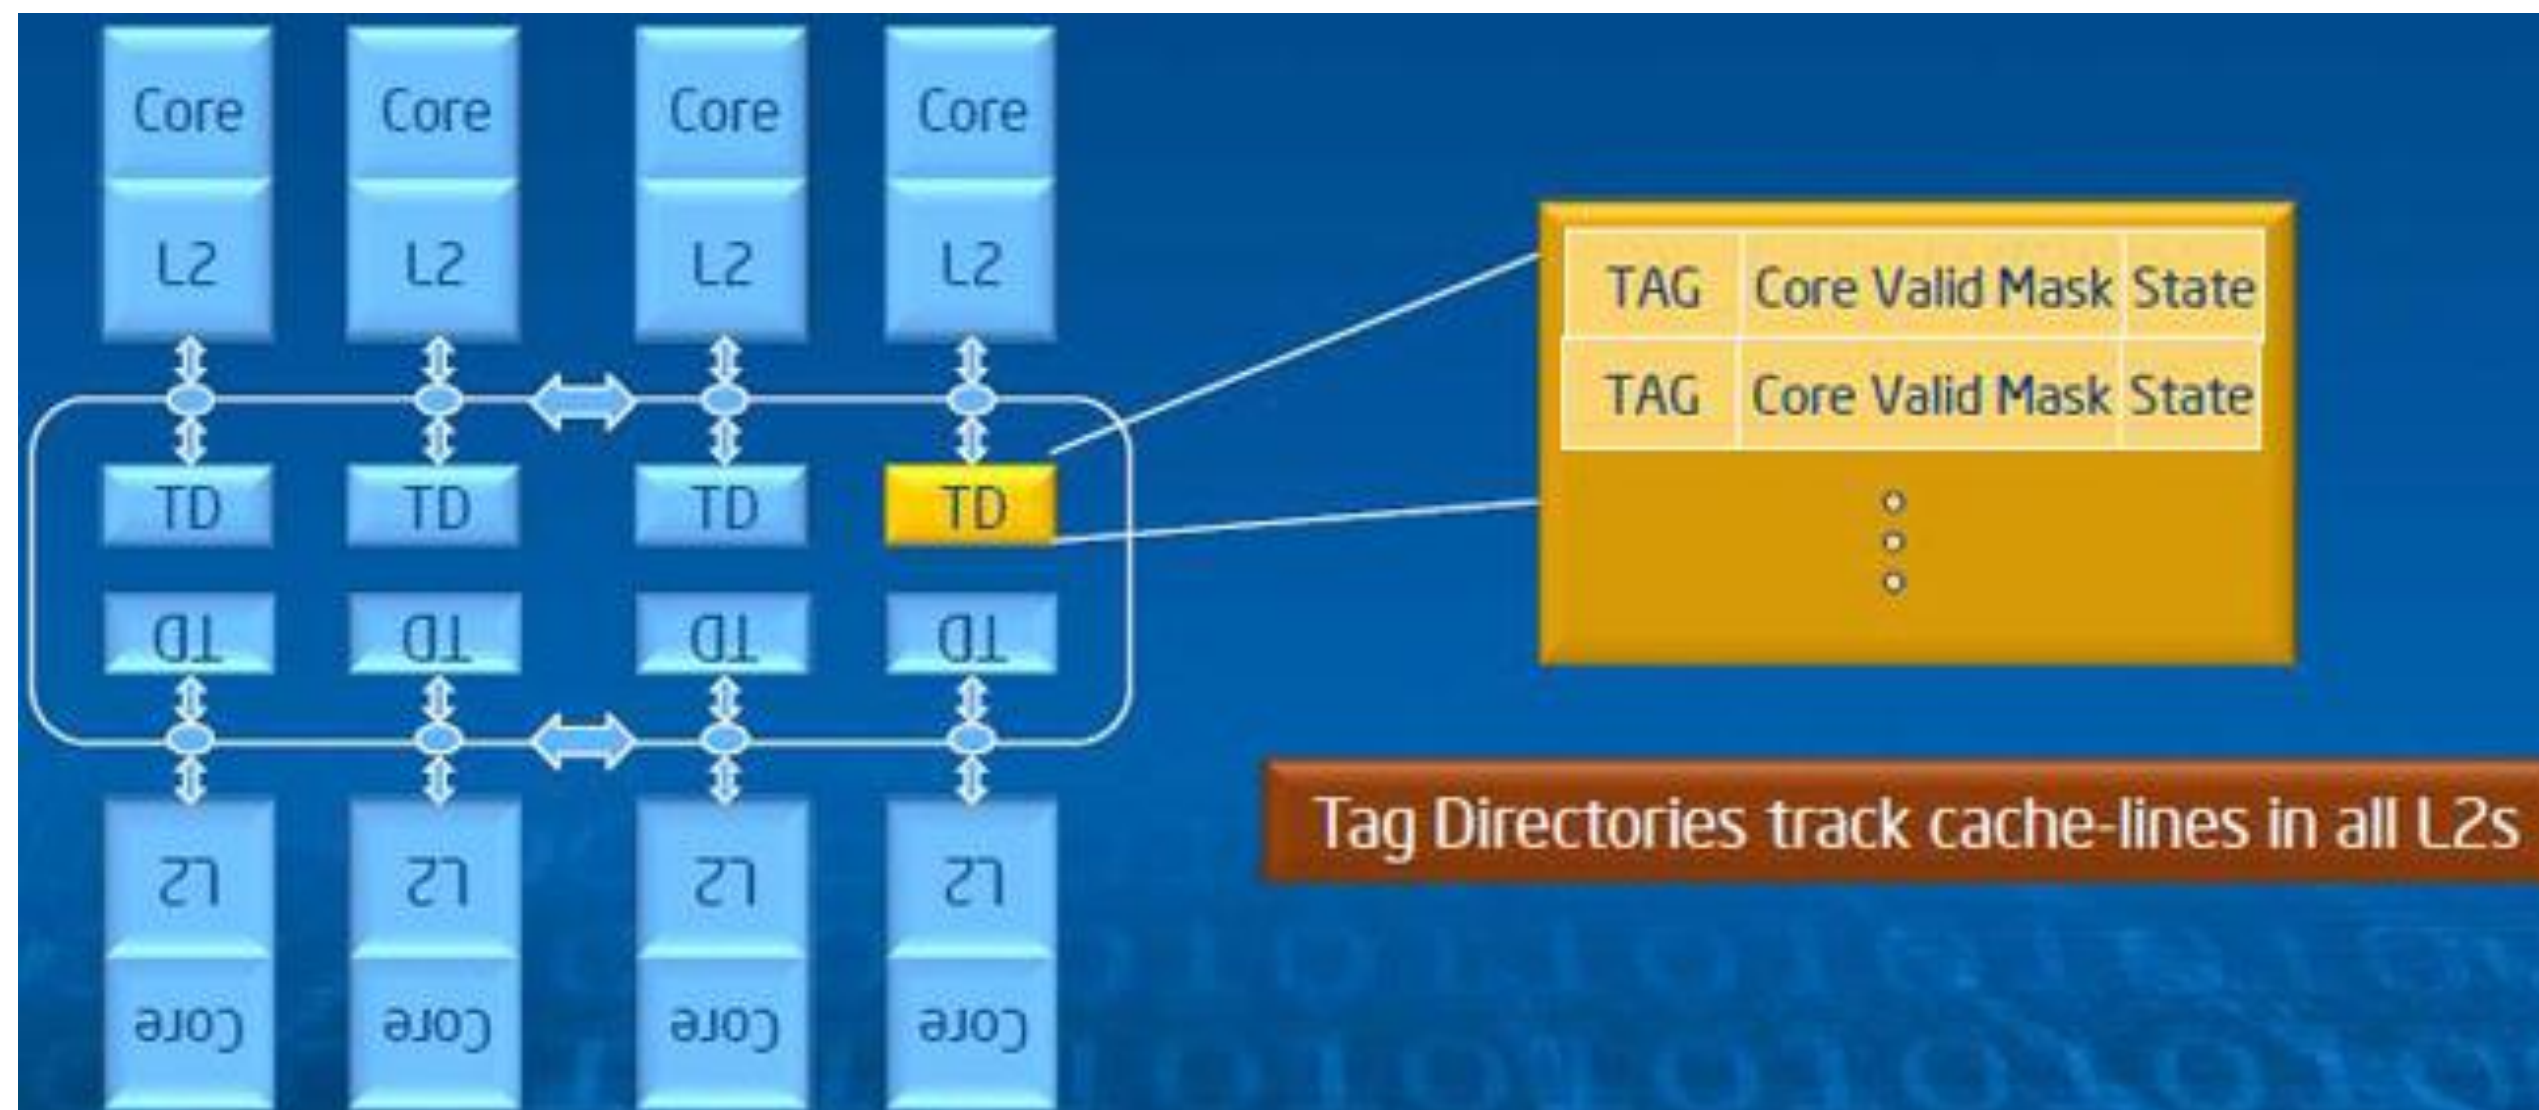 Core Core Core Core
L2 L2 L2 L2
TAG Core Valid Mask State
TAG Core Valid Mask State
TD TD TD TD
TD TD TD TD
Tag Directories track cache-lines in all L2s
L2 L2 L2 L2
Core Core Core Core